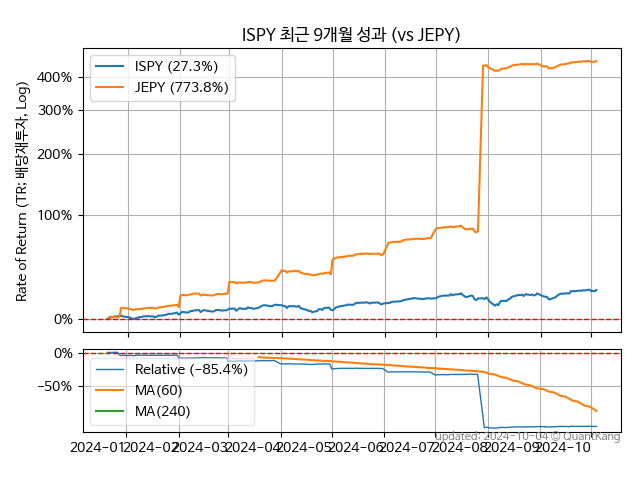 ISPY 최근 9개월 성과 (vs JEPY)
Rate of Return (TR: 배당재투자, Log)
400%
300%
200%
100%
0%
ISPY (27.3%)
JEPY (773.8%)
0%
−50%
Relative (−85.4%)
MA(60)
MA(240)
2024-01 2024-02 2024-03 2024-04 2024-05 2024-06 2024-07 2024-08 2024-09 2024-10
updated: 2024-10-04 © QuantKang